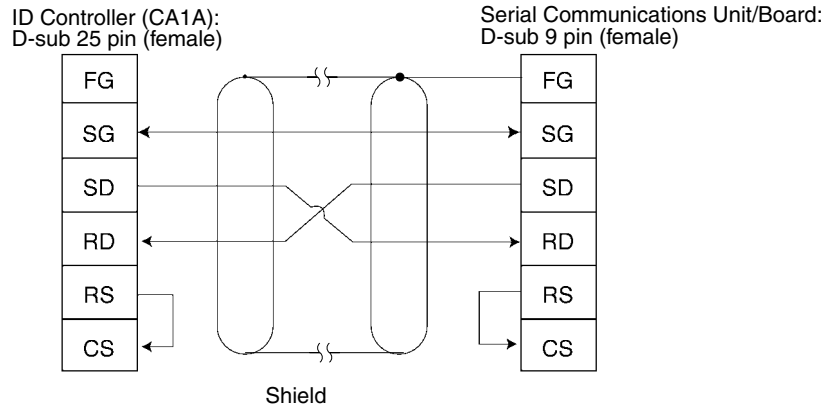 ID Controller (CA1A):
D-sub 25 pin (female)
Serial Communications Unit/Board:
D-sub 9 pin (female)
FG
FG
SG
SG
SD
SD
RD
RD
RS
RS
CS
CS
Shield